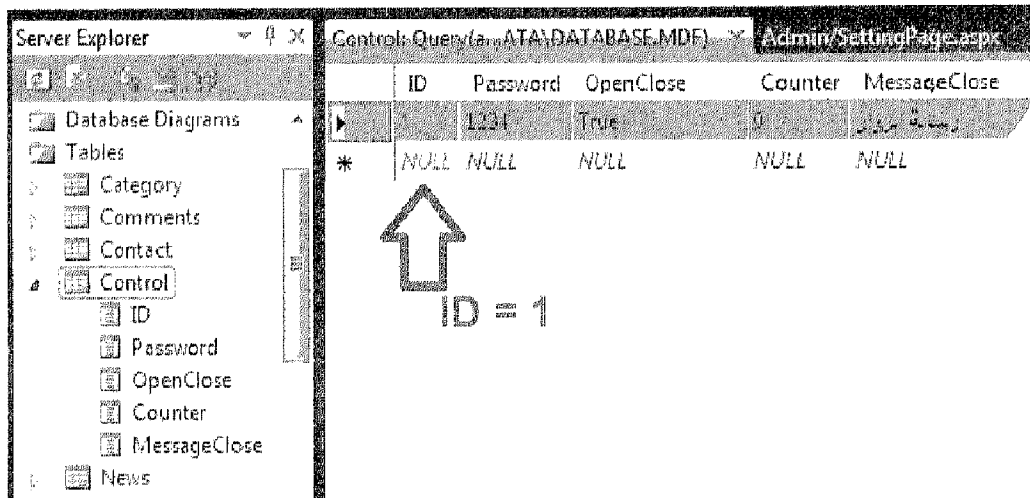 Server Explorer
Database Diagrams
Tables
Category
Comments
Contact
Control
ID
Password
OpenClose
Counter
MessageClose
News
Control: Query(a...ATA\DATABASE.MDF) Admin/SettingPage.aspx
ID Password OpenClose Counter MessageClose
1 1234 True 0 رسالة
NULL NULL NULL NULL NULL
ID = 1